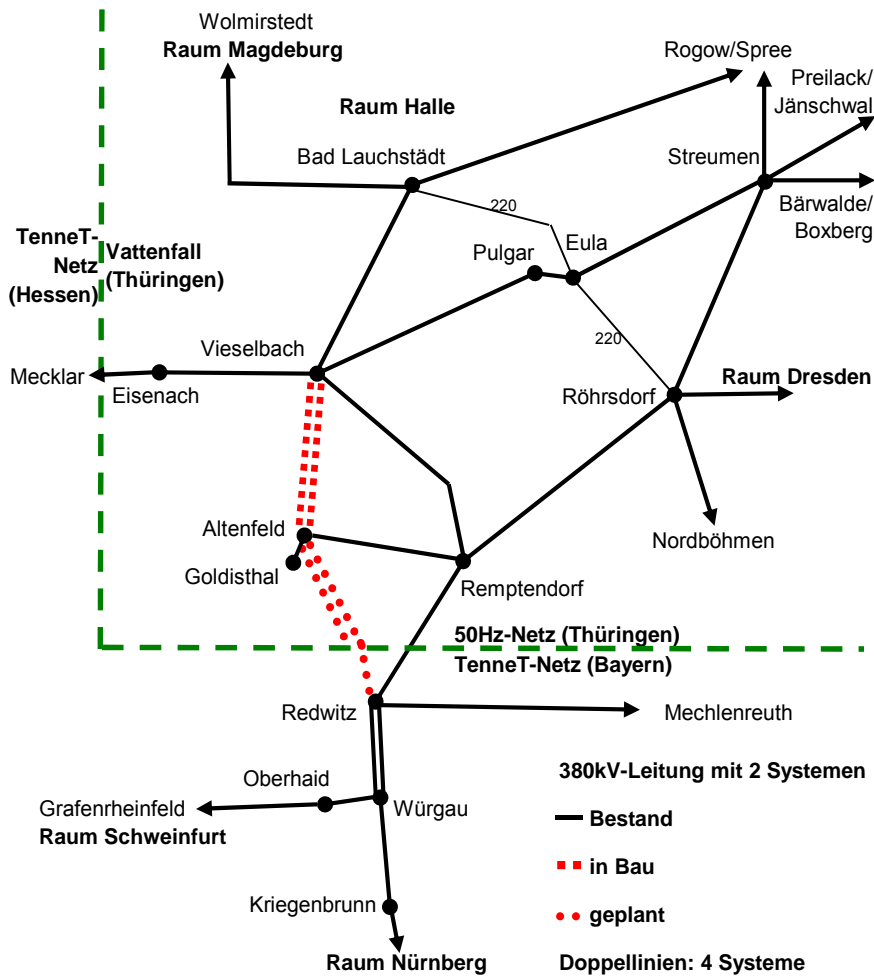 Wolmirstedt
Raum Magdeburg
Rogow/Spree
Preilack/
Jänschwal
Raum Halle
Bad Lauchstädt
Streumen
220
Bärwalde/
Boxberg
TenneT-
Netz
(Hessen)
Vattenfall
(Thüringen)
Pulgar
Eula
Vieselbach
220
Mecklar
Eisenach
Röhrsdorf
Raum Dresden
Altenfeld
Goldisthal
Nordböhmen
Remptendorf
50Hz-Netz (Thüringen)
TenneT-Netz (Bayern)
Redwitz
Mechlenreuth
380kV-Leitung mit 2 Systemen
Oberhaid
Grafenrheinfeld
Raum Schweinfurt
Würgau
Bestand
in Bau
Kriegenbrunn
geplant
Raum Nürnberg
Doppellinien: 4 Systeme